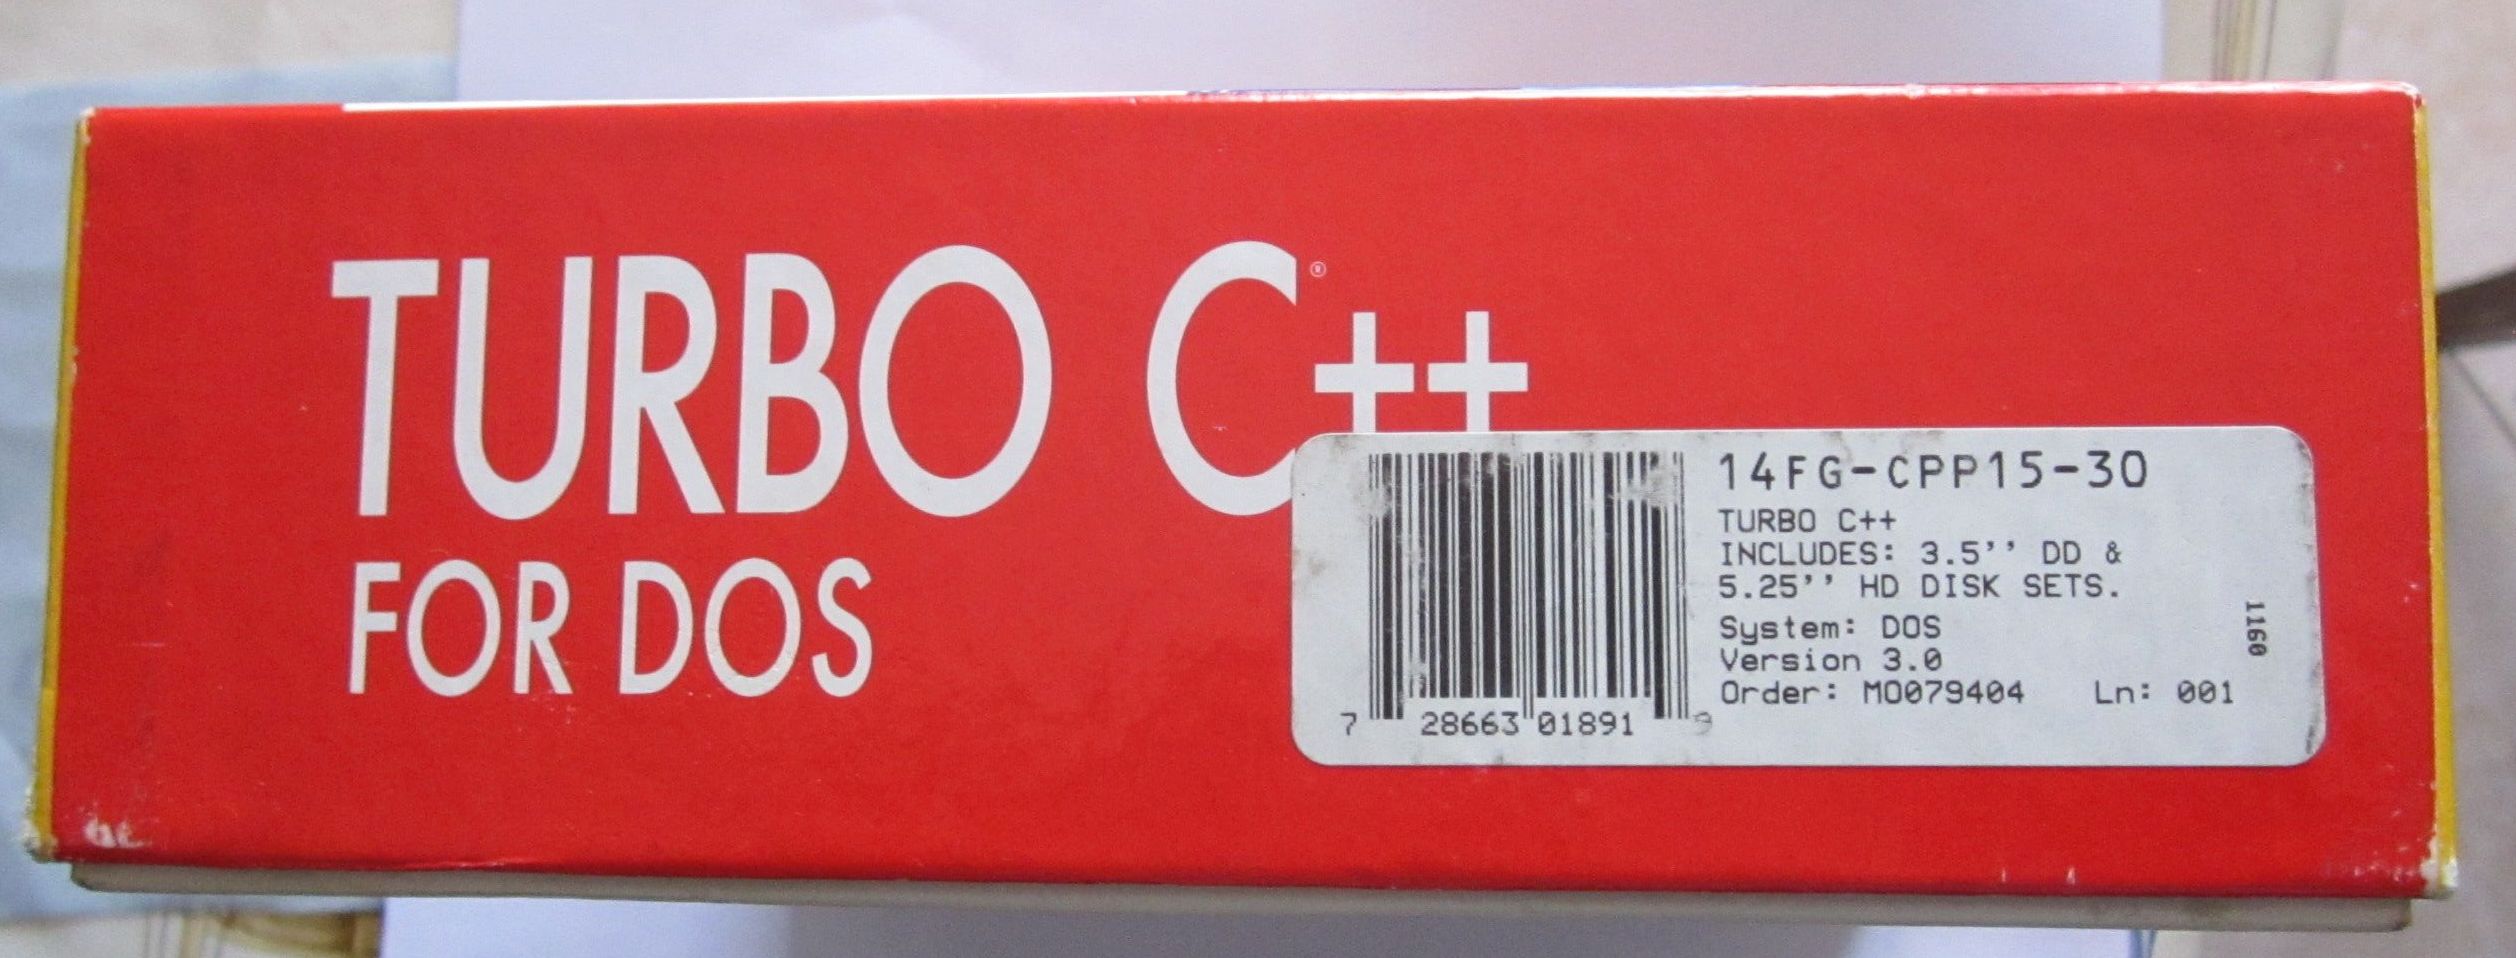 TURBO C®++
FOR DOS
14FG-CPP15-30
TURBO C++
INCLUDES: 3.5'' DD &
5.25'' HD DISK SETS.
System: DOS
Version 3.0
Order: MO079404 Ln: 001
1160
7 28663 01891 9